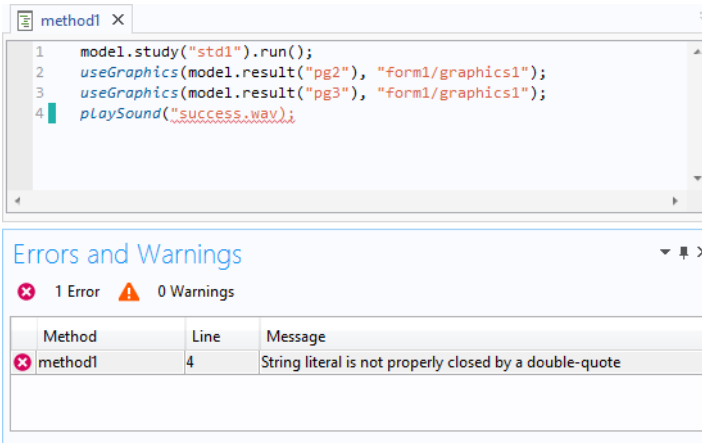 method1
1 model.study("std1").run();
2 useGraphics(model.result("pg2"), "form1/graphics1");
3 useGraphics(model.result("pg3"), "form1/graphics1");
4 playSound("success.wav);
Errors and Warnings
1 Error 0 Warnings
Method Line Message
method1 4 String literal is not properly closed by a double-quote